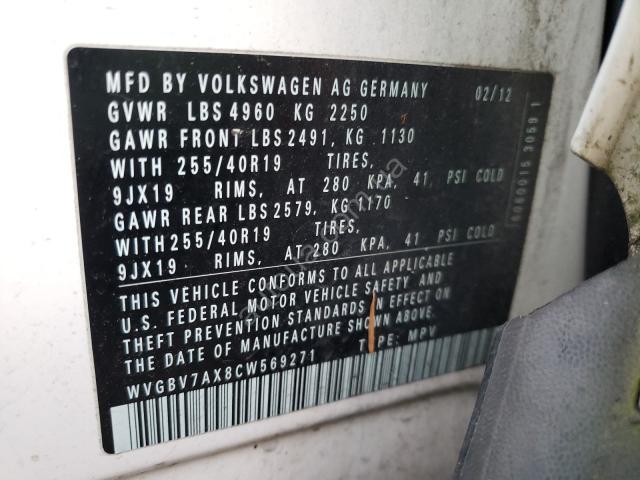 MFD BY VOLKSWAGEN AG GERMANY 02/12
GVWR LBS 4960 KG 2250
GAWR FRONT LBS 2491, KG 1130
WITH 255/40R19 TIRES,
9JX19 RIMS, AT 280 KPA, 41, PSI COLD
GAWR REAR LBS 2579, KG 1170
WITH 255/40R19 TIRES,
9JX19 RIMS, AT 280 KPA, 41 PSI COLD
THIS VEHICLE CONFORMS TO ALL APPLICABLE
U.S. FEDERAL MOTOR VEHICLE SAFETY AND
THEFT PREVENTION STANDARDS IN EFFECT ON
THE DATE OF MANUFACTURE SHOWN ABOVE.
WVGBV7AX8CW569271 TYPE: MPV